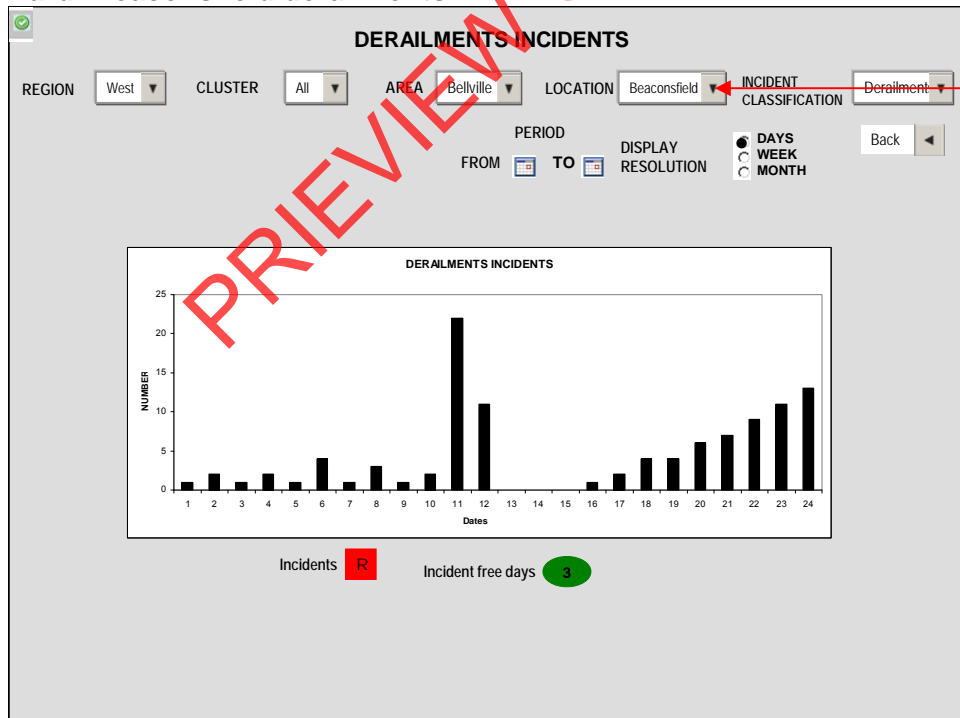 DERAILMENTS INCIDENTS
REGION West CLUSTER All AREA Bellville LOCATION Beaconsfield INCIDENT CLASSIFICATION Derailment
PERIOD
FROM TO DISPLAY RESOLUTION
DAYS
WEEK
MONTH
Back
PRIEVIEW
DERAILMENTS INCIDENTS
NUMBER
25
20
15
10
5
0
1 2 3 4 5 6 7 8 9 10 11 12 13 14 15 16 17 18 19 20 21 22 23 24
Dates
Incidents R Incident free days 3